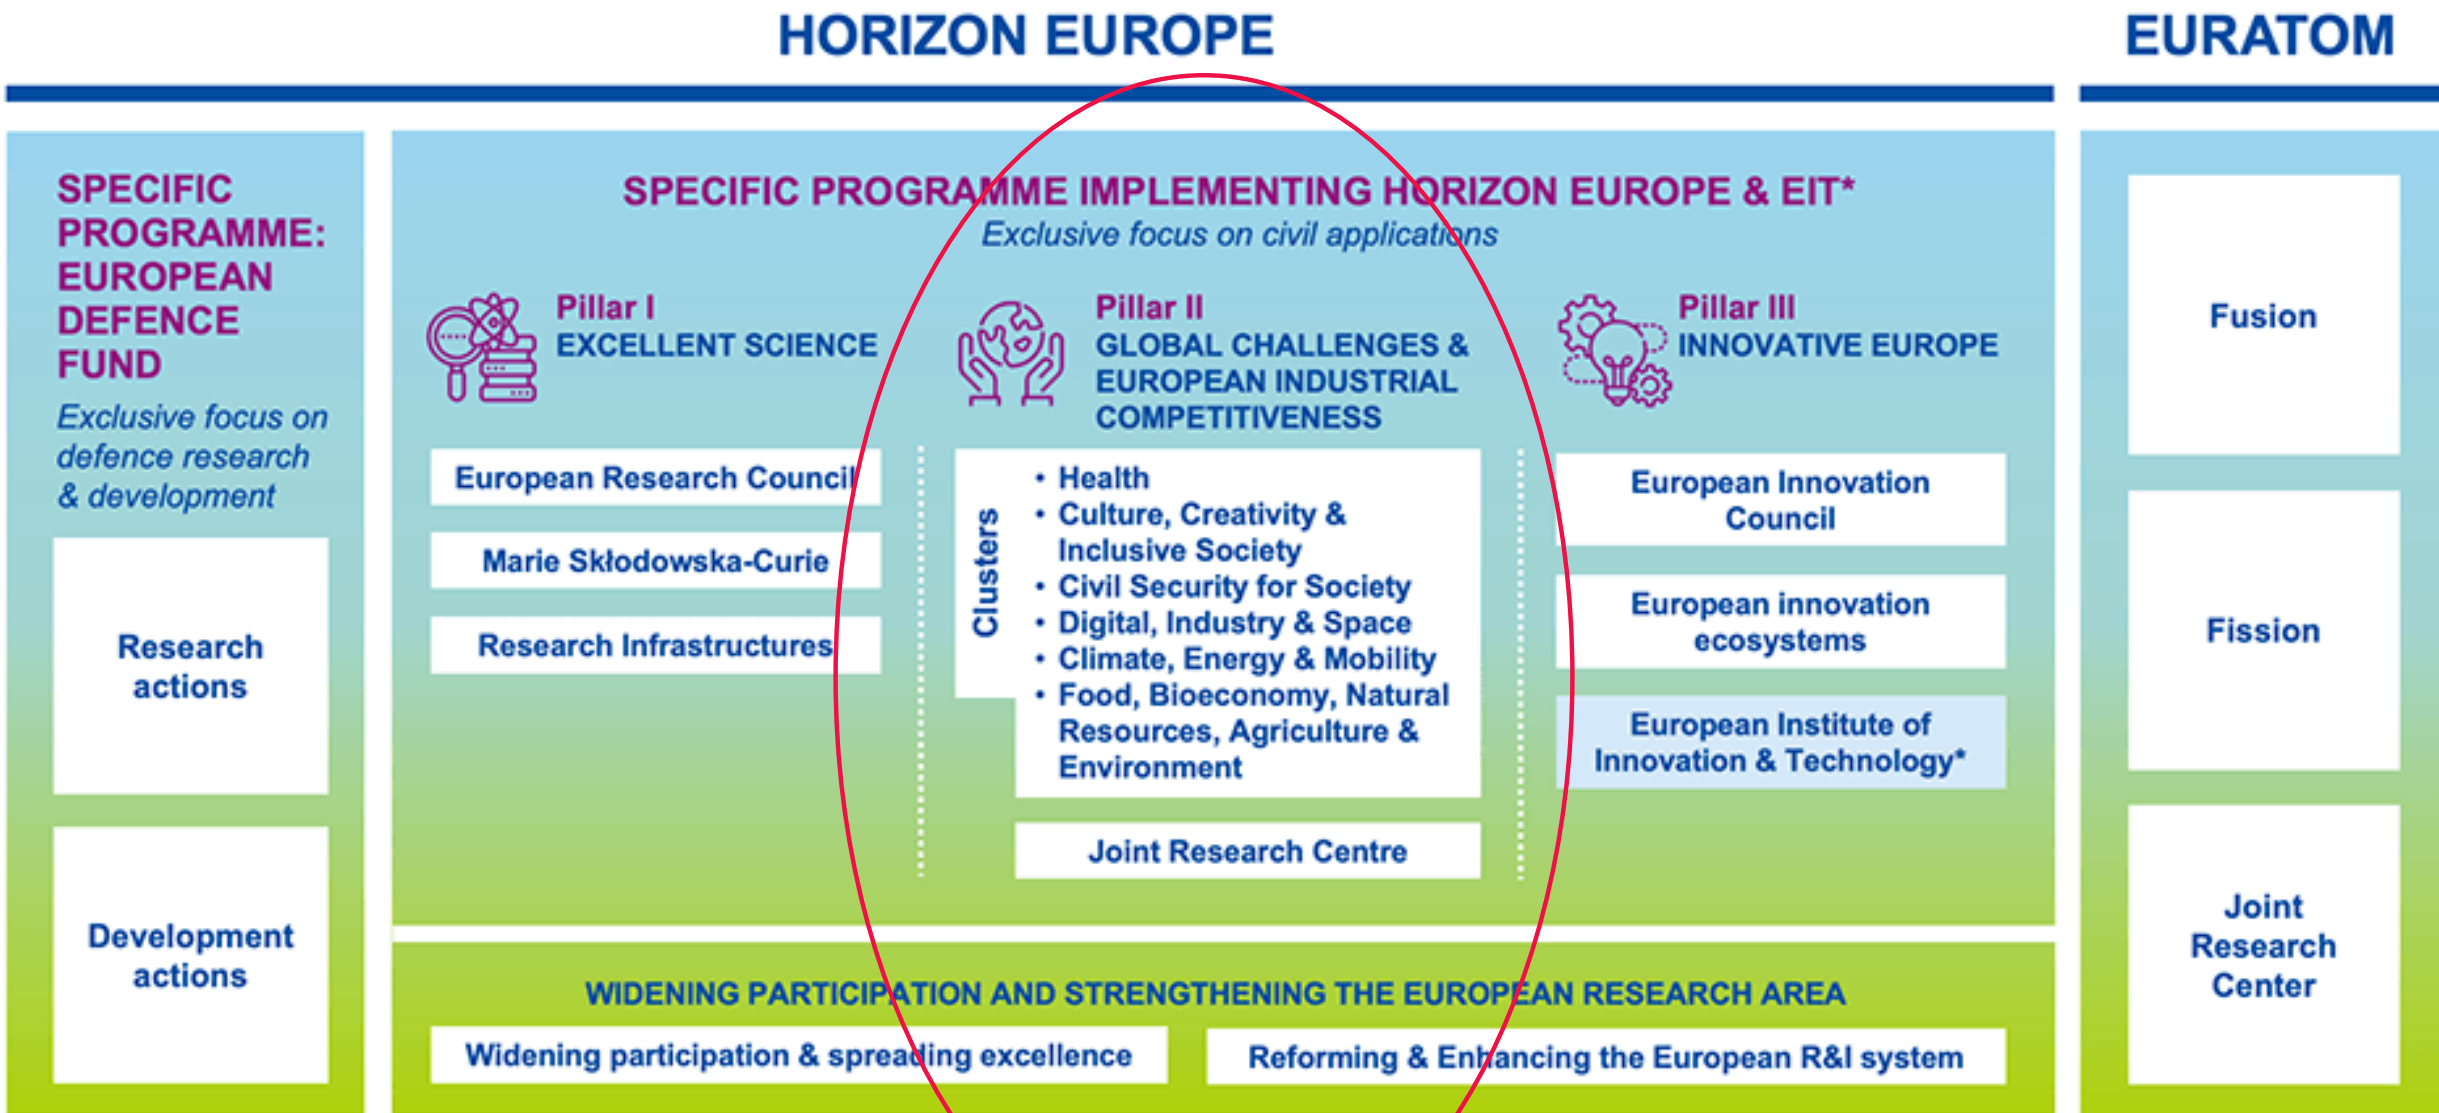 HORIZON EUROPE
EURATOM
SPECIFIC
PROGRAMME:
EUROPEAN
DEFENCE
FUND
Exclusive focus on
defence research
& development
Research
actions
Development
actions
SPECIFIC PROGRAMME IMPLEMENTING HORIZON EUROPE & EIT*
Exclusive focus on civil applications
Pillar I
EXCELLENT SCIENCE
European Research Council
Marie Skłodowska-Curie
Research Infrastructures
Pillar II
GLOBAL CHALLENGES &
EUROPEAN INDUSTRIAL
COMPETITIVENESS
Clusters
• Health
• Culture, Creativity &
Inclusive Society
• Civil Security for Society
• Digital, Industry & Space
• Climate, Energy & Mobility
• Food, Bioeconomy, Natural
Resources, Agriculture &
Environment
Joint Research Centre
Pillar III
INNOVATIVE EUROPE
European Innovation
Council
European innovation
ecosystems
European Institute of
Innovation & Technology*
WIDENING PARTICIPATION AND STRENGTHENING THE EUROPEAN RESEARCH AREA
Widening participation & spreading excellence
Reforming & Enhancing the European R&I system
Fusion
Fission
Joint
Research
Center